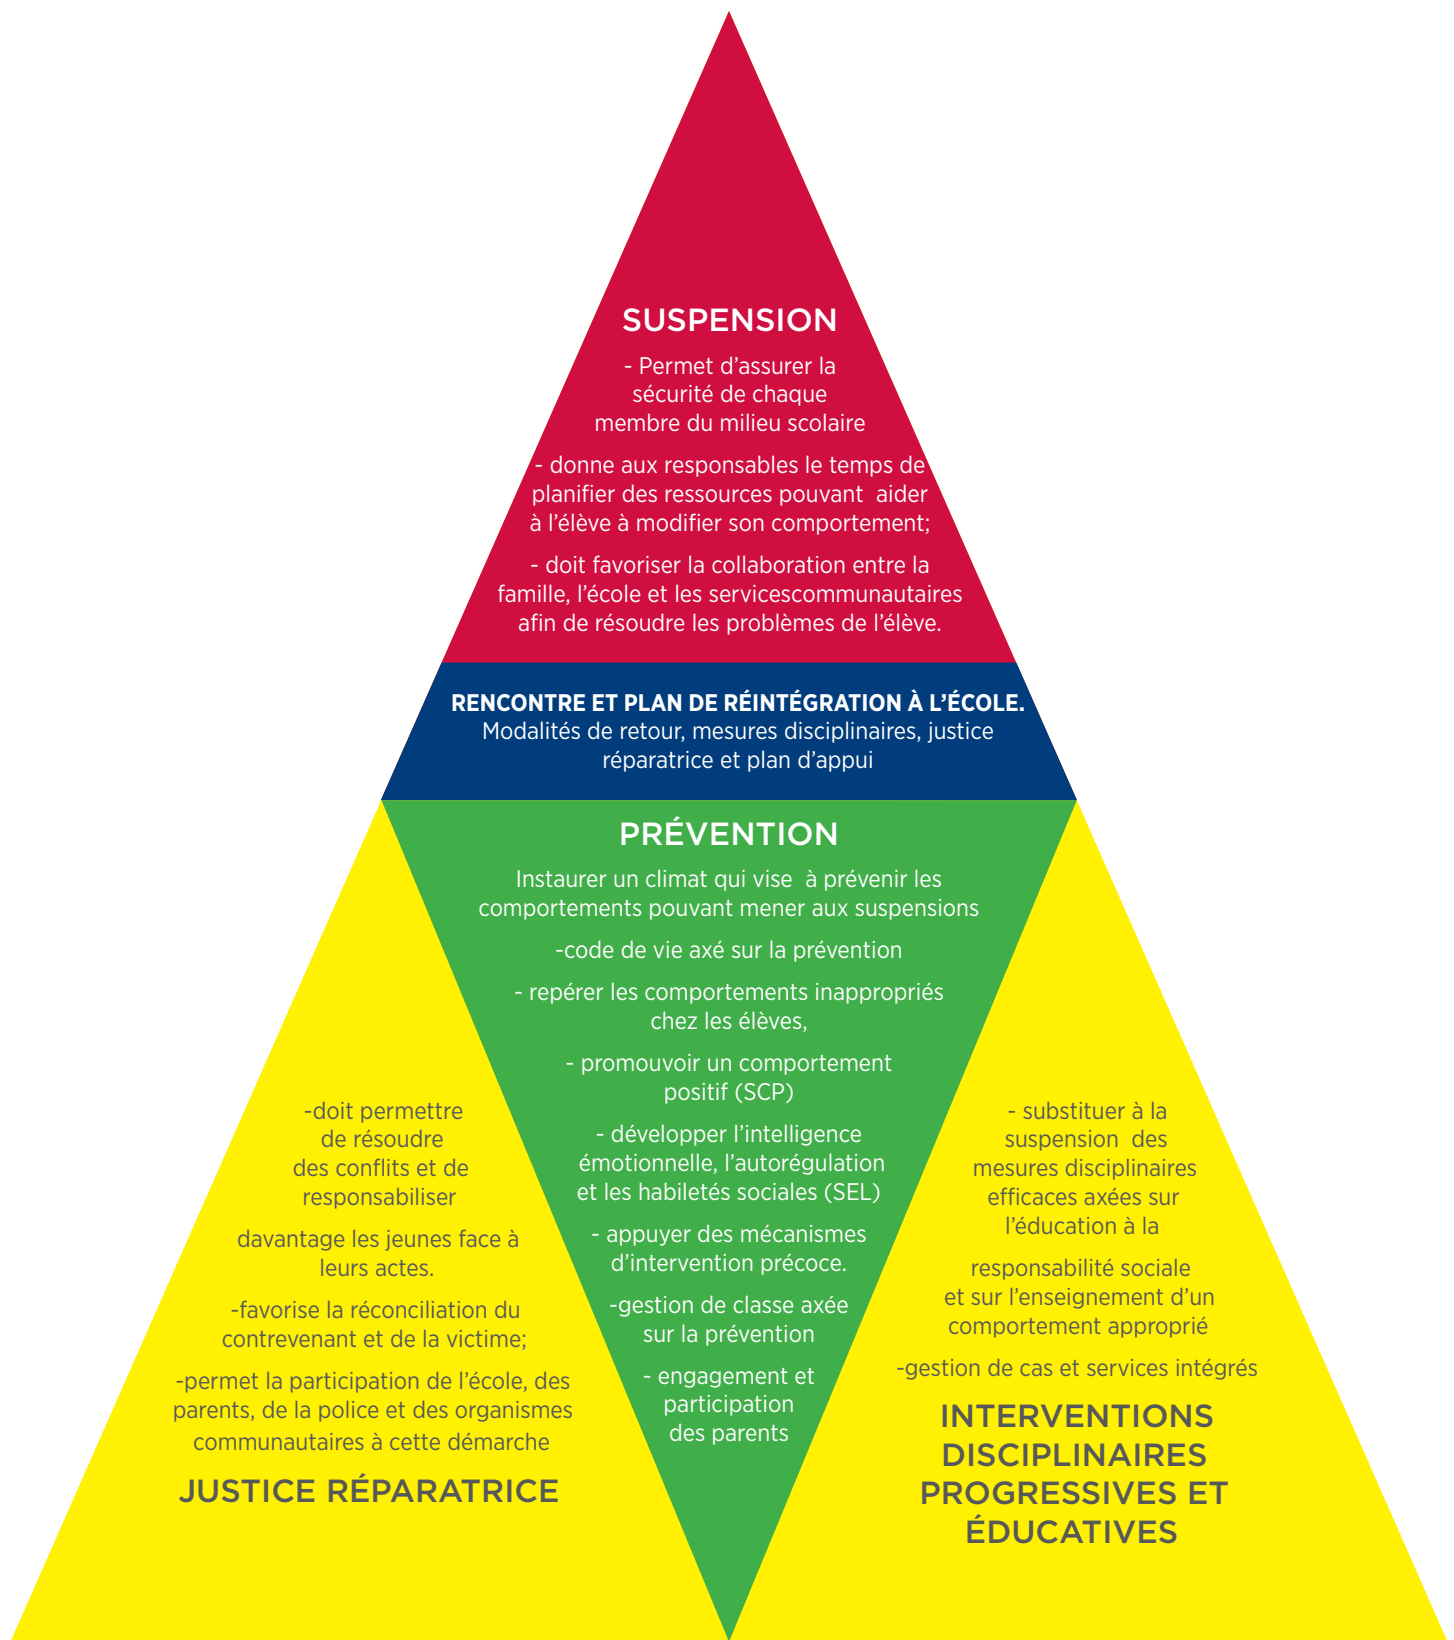 SUSPENSION
- Permet d’assurer la
sécurité de chaque
membre du milieu scolaire
- donne aux responsables le temps de
planifier des ressources pouvant  aider
à l’élève à modifier son comportement;
- doit favoriser la collaboration entre la
famille, l’école et les servicescommunautaires
afin de résoudre les problèmes de l’élève.
RENCONTRE ET PLAN DE RÉINTÉGRATION À L’ÉCOLE.
Modalités de retour, mesures disciplinaires, justice
réparatrice et plan d’appui
PRÉVENTION
Instaurer un climat qui vise  à prévenir les
comportements pouvant mener aux suspensions
-code de vie axé sur la prévention
- repérer les comportements inappropriés
chez les élèves,
- promouvoir un comportement
positif (SCP)
- développer l’intelligence
émotionnelle, l’autorégulation
et les habiletés sociales (SEL)
- appuyer des mécanismes
d’intervention précoce.
-gestion de classe axée
sur la prévention
- engagement et
participation
des parents
-doit permettre
de résoudre
des conflits et de
responsabiliser
davantage les jeunes face à
leurs actes.
-favorise la réconciliation du
contrevenant et de la victime;
-permet la participation de l’école, des
parents, de la police et des organismes
communautaires à cette démarche
JUSTICE RÉPARATRICE
- substituer à la
suspension  des
mesures disciplinaires
efficaces axées sur
l’éducation à la
responsabilité sociale
et sur l’enseignement d’un
comportement approprié
-gestion de cas et services intégrés
INTERVENTIONS
DISCIPLINAIRES
PROGRESSIVES ET
ÉDUCATIVES